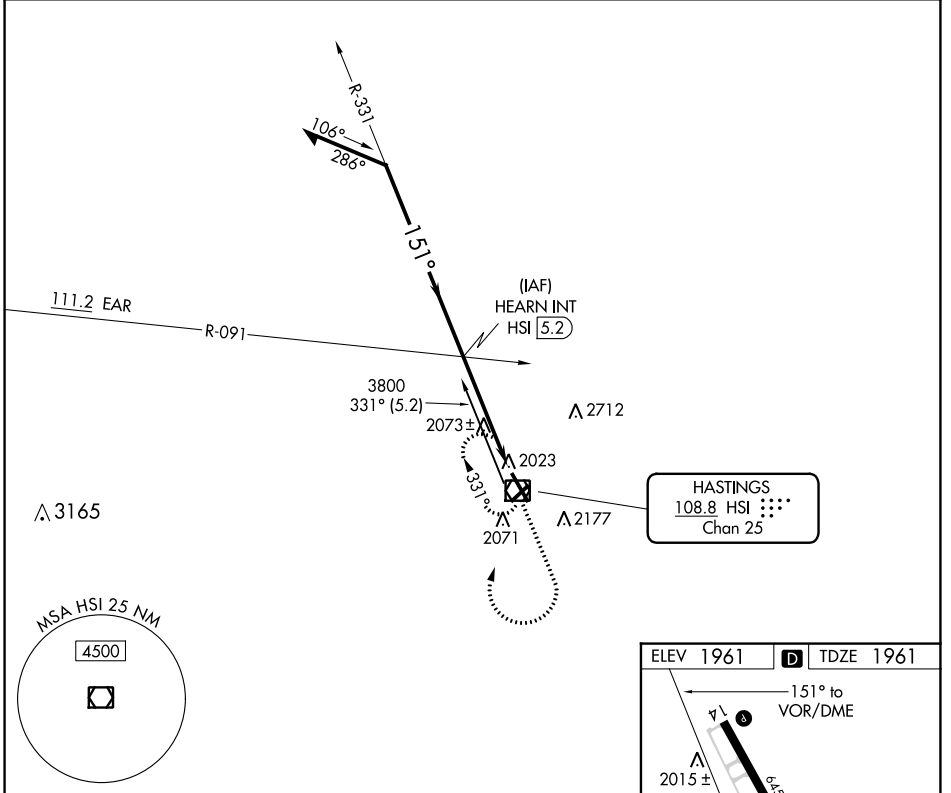 R-331
106°
286°
151°
(IAF)
HEARN INT
HSI 5.2
111.2 EAR
R-091
3800
331° (5.2)
2712
2073±
2023
331°
HASTINGS
108.8 HSI
Chan 25
3165
2177
2071
MSA HSI 25 NM
4500
ELEV 1961 D TDZE 1961
151° to
VOR/DME
14
P
2015 ±